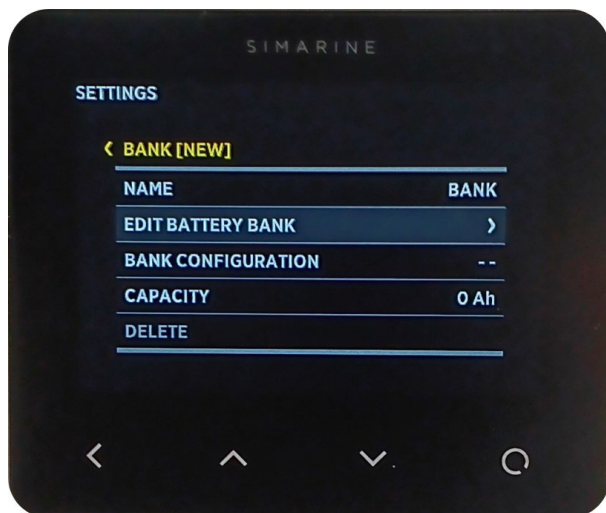 SIMARINE
SETTINGS
BANK [NEW]
NAME BANK
EDIT BATTERY BANK
BANK CONFIGURATION --
CAPACITY 0 Ah
DELETE